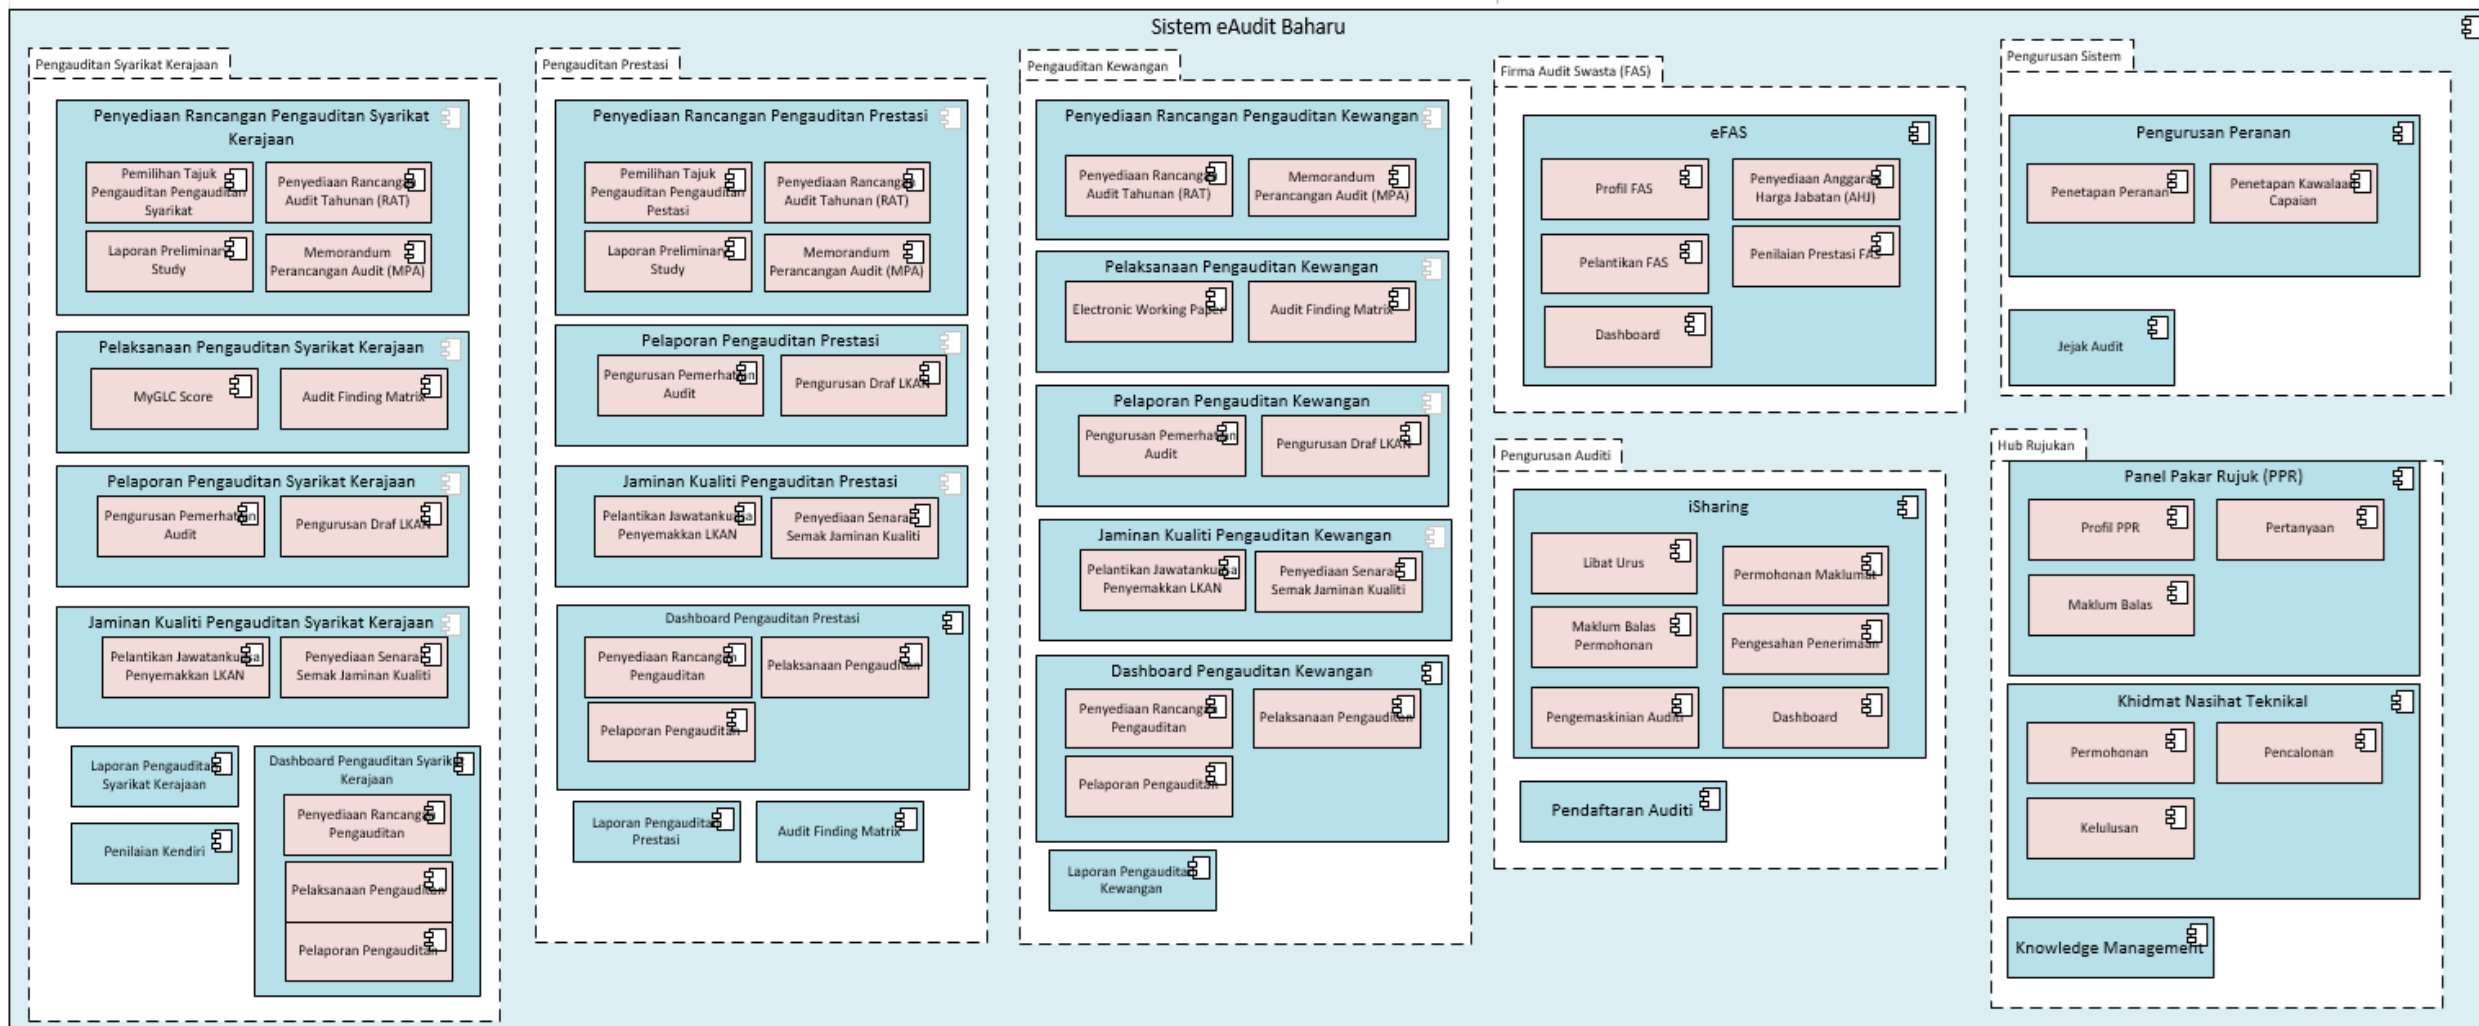 Sistem eAudit Baharu
Pengauditan Syarikat Kerajaan
Penyediaan Rancangan Pengauditan Syarikat
Kerajaan
Pemilihan Tajuk
Pengauditan Pengauditan
Syarikat
Penyediaan Rancangan
Audit Tahunan (RAT)
Laporan Preliminary
Study
Memorandum
Perancangan Audit (MPA)
Pelaksanaan Pengauditan Syarikat Kerajaan
MyGLC Score
Audit Finding Matrix
Pelaporan Pengauditan Syarikat Kerajaan
Pengurusan Pemerhatian
Audit
Pengurusan Draf LKAN
Jaminan Kualiti Pengauditan Syarikat Kerajaan
Pelantikan Jawatankuasa
Penyemakkan LKAN
Penyediaan Senarai
Semak Jaminan Kualiti
Laporan Pengauditan
Syarikat Kerajaan
Penilaian Kendiri
Dashboard Pengauditan Syarikat
Kerajaan
Penyediaan Rancangan
Pengauditan
Pelaksanaan Pengauditan
Pelaporan Pengauditan
Pengauditan Prestasi
Penyediaan Rancangan Pengauditan Prestasi
Pemilihan Tajuk
Pengauditan Pengauditan
Pestasi
Penyediaan Rancangan
Audit Tahunan (RAT)
Laporan Preliminary
Study
Memorandum
Perancangan Audit (MPA)
Pelaporan Pengauditan Prestasi
Pengurusan Pemerhatian
Audit
Pengurusan Draf LKAN
Jaminan Kualiti Pengauditan Prestasi
Pelantikan Jawatankuasa
Penyemakkan LKAN
Penyediaan Senarai
Semak Jaminan Kualiti
Dashboard Pengauditan Prestasi
Penyediaan Rancangan
Pengauditan
Pelaksanaan Pengauditan
Pelaporan Pengauditan
Laporan Pengauditan
Prestasi
Audit Finding Matrix
Pengauditan Kewangan
Penyediaan Rancangan Pengauditan Kewangan
Penyediaan Rancangan
Audit Tahunan (RAT)
Memorandum
Perancangan Audit (MPA)
Pelaksanaan Pengauditan Kewangan
Electronic Working Paper
Audit Finding Matrix
Pelaporan Pengauditan Kewangan
Pengurusan Pemerhatian
Audit
Pengurusan Draf LKAN
Jaminan Kualiti Pengauditan Kewangan
Pelantikan Jawatankuasa
Penyemakkan LKAN
Penyediaan Senarai
Semak Jaminan Kualiti
Dashboard Pengauditan Kewangan
Penyediaan Rancangan
Pengauditan
Pelaksanaan Pengauditan
Pelaporan Pengauditan
Laporan Pengauditan
Kewangan
Firma Audit Swasta (FAS)
eFAS
Profil FAS
Penyediaan Anggaran
Harga Jabatan (AHJ)
Pelantikan FAS
Penilaian Prestasi FAS
Dashboard
Pengurusan Auditi
iSharing
Libat Urus
Permohonan Maklumat
Maklum Balas
Permohonan
Pengesahan Penerimaan
Pengemaskinian Auditi
Dashboard
Pendaftaran Auditi
Pengurusan Sistem
Pengurusan Peranan
Penetapan Peranan
Penetapan Kawalaan
Capaian
Jejak Audit
Hub Rujukan
Panel Pakar Rujuk (PPR)
Profil PPR
Pertanyaan
Maklum Balas
Khidmat Nasihat Teknikal
Permohonan
Pencalonan
Kelulusan
Knowledge Management